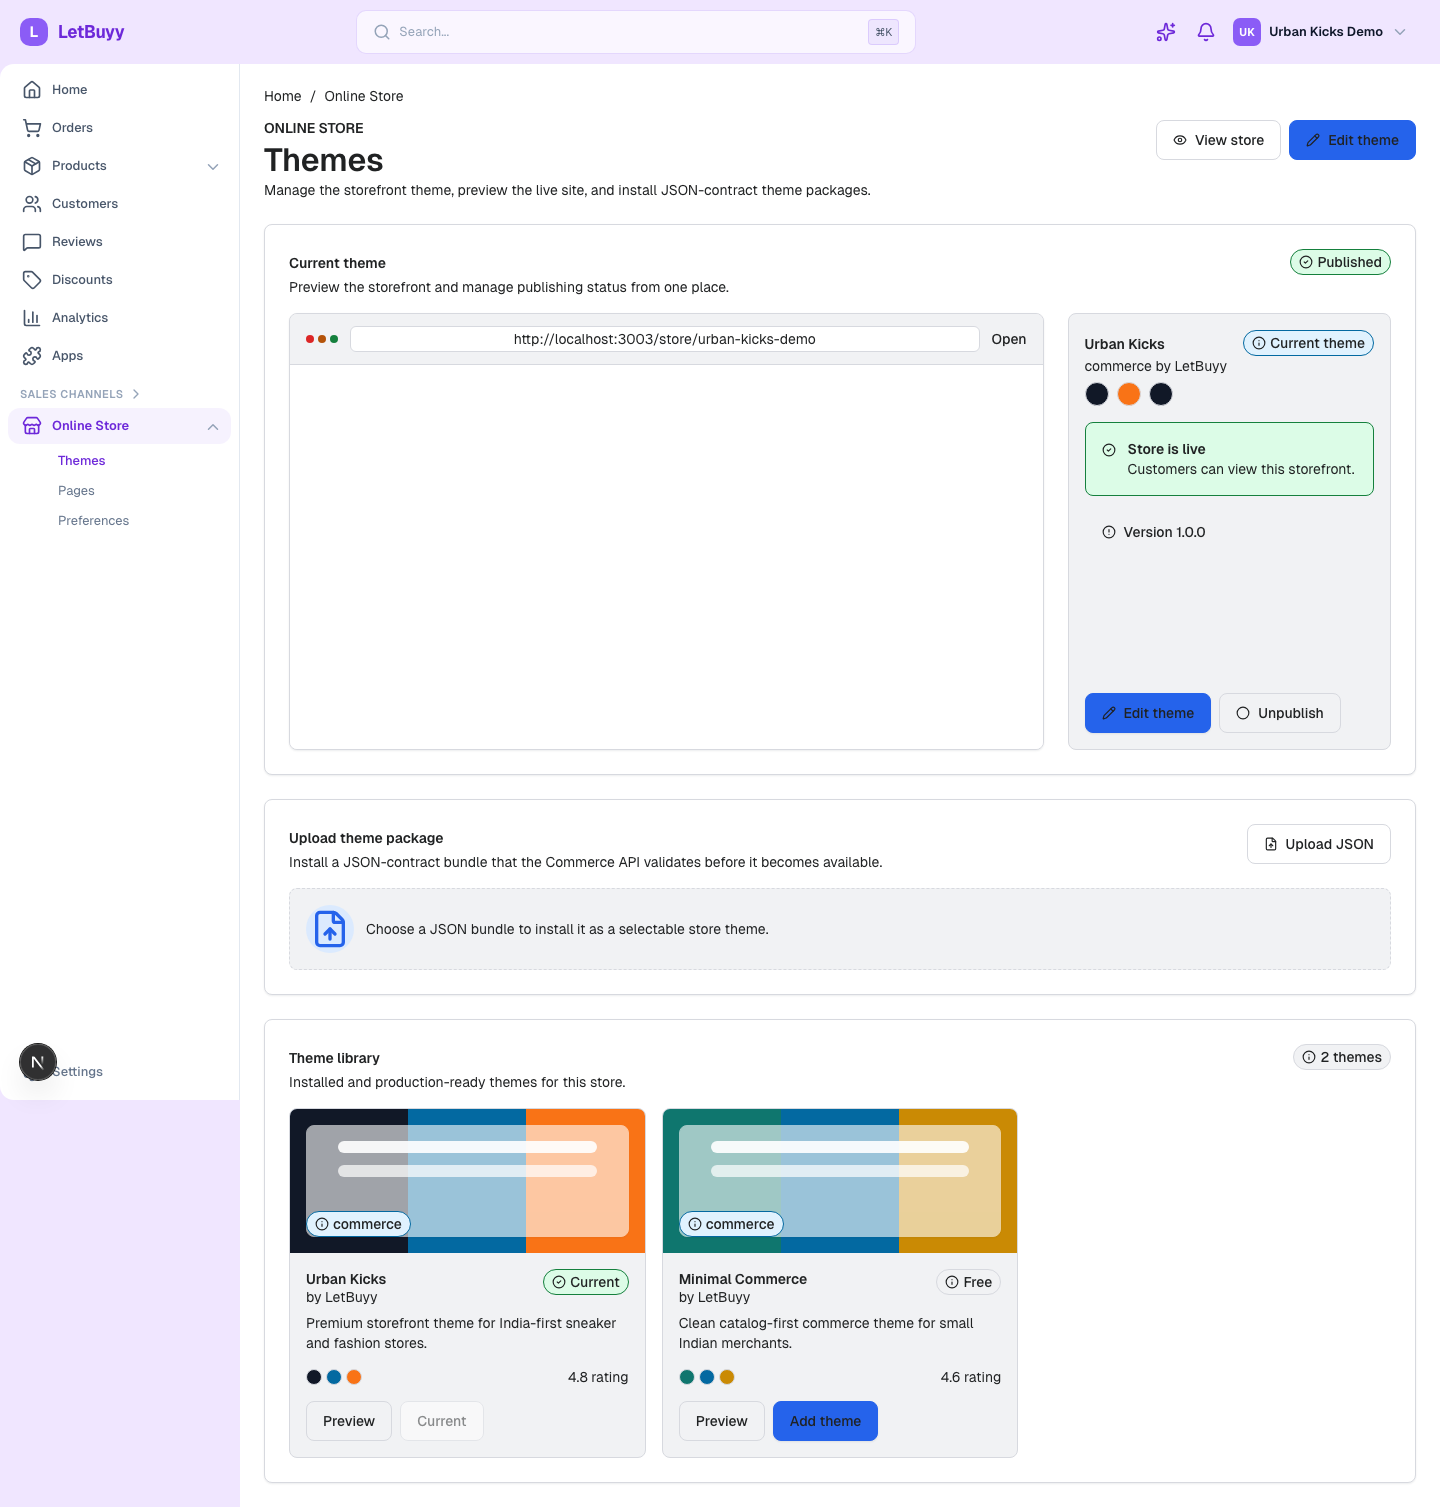 L LetBuyy
Search...
⌘K
UK Urban Kicks Demo
Home
Orders
Products
Customers
Reviews
Discounts
Analytics
Apps
SALES CHANNELS
Online Store
Themes
Pages
Preferences
N
Settings
Home / Online Store
ONLINE STORE
Themes
Manage the storefront theme, preview the live site, and install JSON-contract theme packages.
View store
Edit theme
Current theme
Preview the storefront and manage publishing status from one place.
Published
http://localhost:3003/store/urban-kicks-demo
Open
Urban Kicks
Current theme
commerce by LetBuyy
Store is live
Customers can view this storefront.
Version 1.0.0
Edit theme
Unpublish
Upload theme package
Install a JSON-contract bundle that the Commerce API validates before it becomes available.
Upload JSON
Choose a JSON bundle to install it as a selectable store theme.
Theme library
Installed and production-ready themes for this store.
2 themes
commerce
Urban Kicks
Current
by LetBuyy
Premium storefront theme for India-first sneaker
and fashion stores.
4.8 rating
Preview
Current
commerce
Minimal Commerce
Free
by LetBuyy
Clean catalog-first commerce theme for small
Indian merchants.
4.6 rating
Preview
Add theme